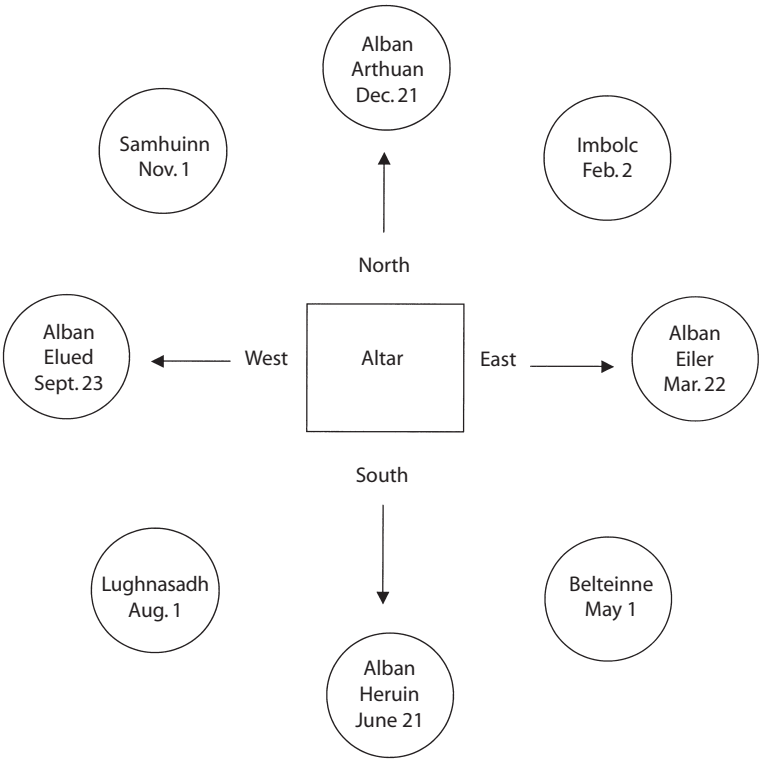 Alban
Arthuan
Dec. 21
Samhuinn
Nov. 1
Imbolc
Feb. 2
North
Alban
Elued
Sept. 23
West
Altar
East
Alban
Eiler
Mar. 22
South
Lughnasadh
Aug. 1
Belteinne
May 1
Alban
Heruin
June 21